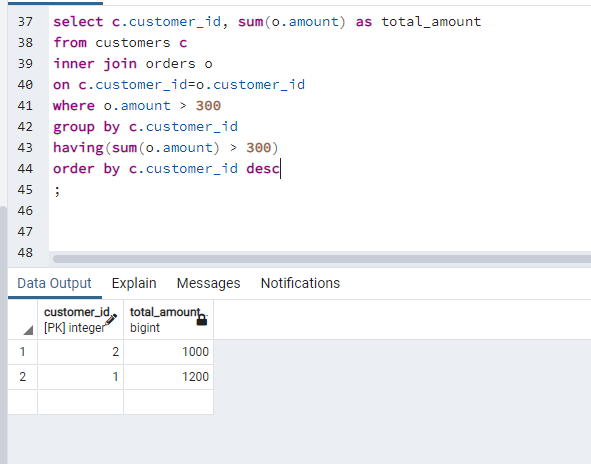 37 select c.customer_id, sum(o.amount) as total_amount
38 from customers c
39 inner join orders o
40 on c.customer_id=o.customer_id
41 where o.amount > 300
42 group by c.customer_id
43 having(sum(o.amount) > 300)
44 order by c.customer_id desc
45 ;
46
47
48
Data Output Explain Messages Notifications
customer_id total_amount
[PK] integer bigint
1 2 1000
2 1 1200